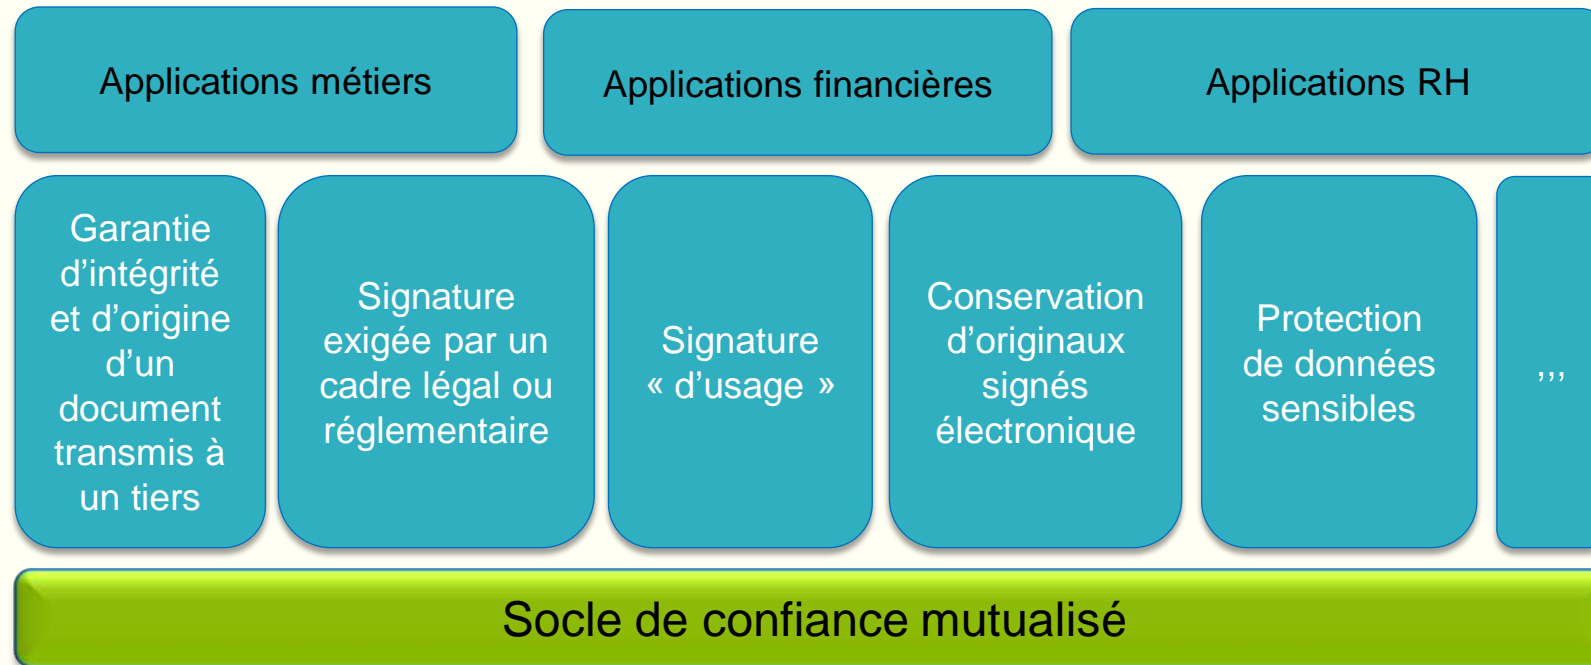 Applications métiers
Applications financières
Applications RH
Garantie
d’intégrité
et d’origine
d’un
document
transmis à
un tiers
Signature
exigée par un
cadre légal ou
réglementaire
Signature
« d’usage »
Conservation
d’originaux
signés
électronique
Protection
de données
sensibles
,,,
Socle de confiance mutualisé